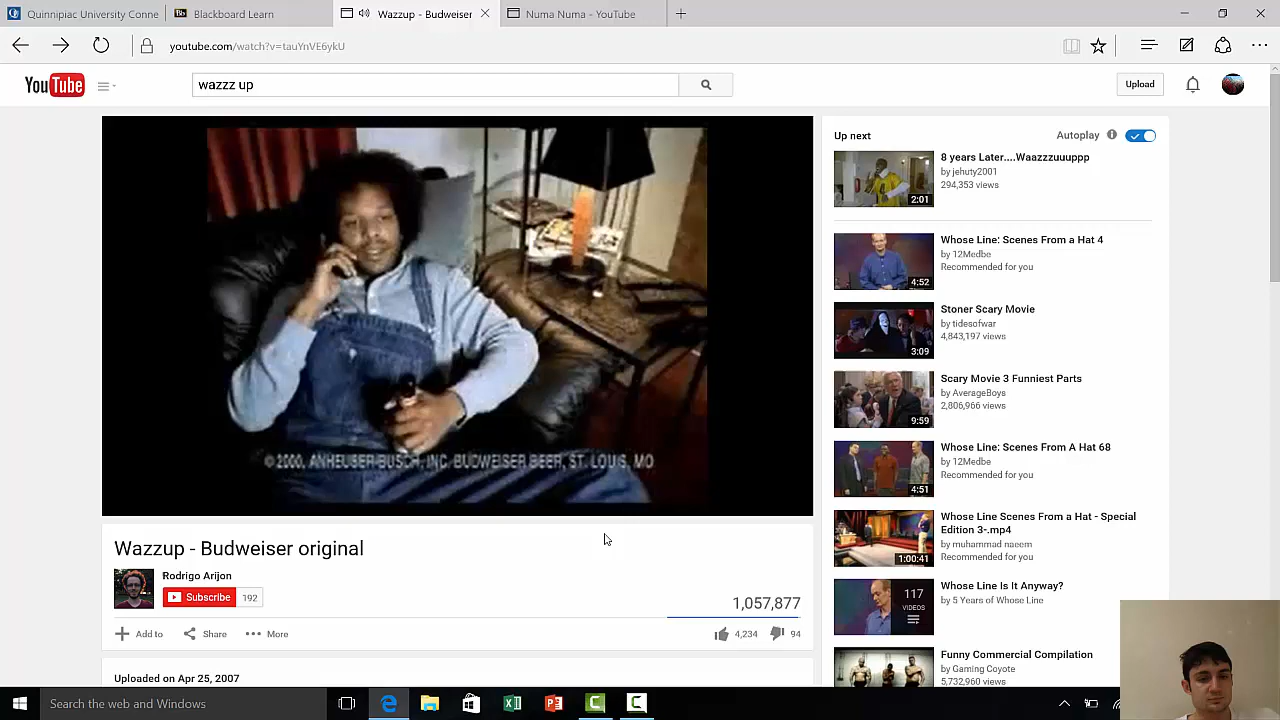 Quinnipiac University Conne
Blackboard Learn
Wazzup - Budweiser
Numa Numa - YouTube
youtube.com/watch?v=tauYnVE6ykU
YouTube
wazzz up
Upload
Up next
Autoplay
8 years Later....Waazzzuuuppp
by jehuty2001
294,353 views
2:01
Whose Line: Scenes From a Hat 4
by 12Medbe
Recommended for you
4:52
Stoner Scary Movie
by tidesofwar
4,843,197 views
3:09
Scary Movie 3 Funniest Parts
by AverageBoys
2,806,966 views
9:59
Whose Line: Scenes From A Hat 68
by 12Medbe
Recommended for you
4:51
Whose Line Scenes From a Hat - Special
Edition 3-.mp4
by muhammad naeem
Recommended for you
1:00:41
Whose Line Is It Anyway?
by 5 Years of Whose Line
117
VIDEOS
Funny Commercial Compilation
by Gaming Coyote
5,732,960 views
© 2000, ANHEUSER-BUSCH, INC. BUDWEISER BEER, ST. LOUIS, MO
Wazzup - Budweiser original
Rodrigo Arijon
Subscribe 192
1,057,877
Add to Share More
4,234 94
Uploaded on Apr 25, 2007
Search the web and Windows